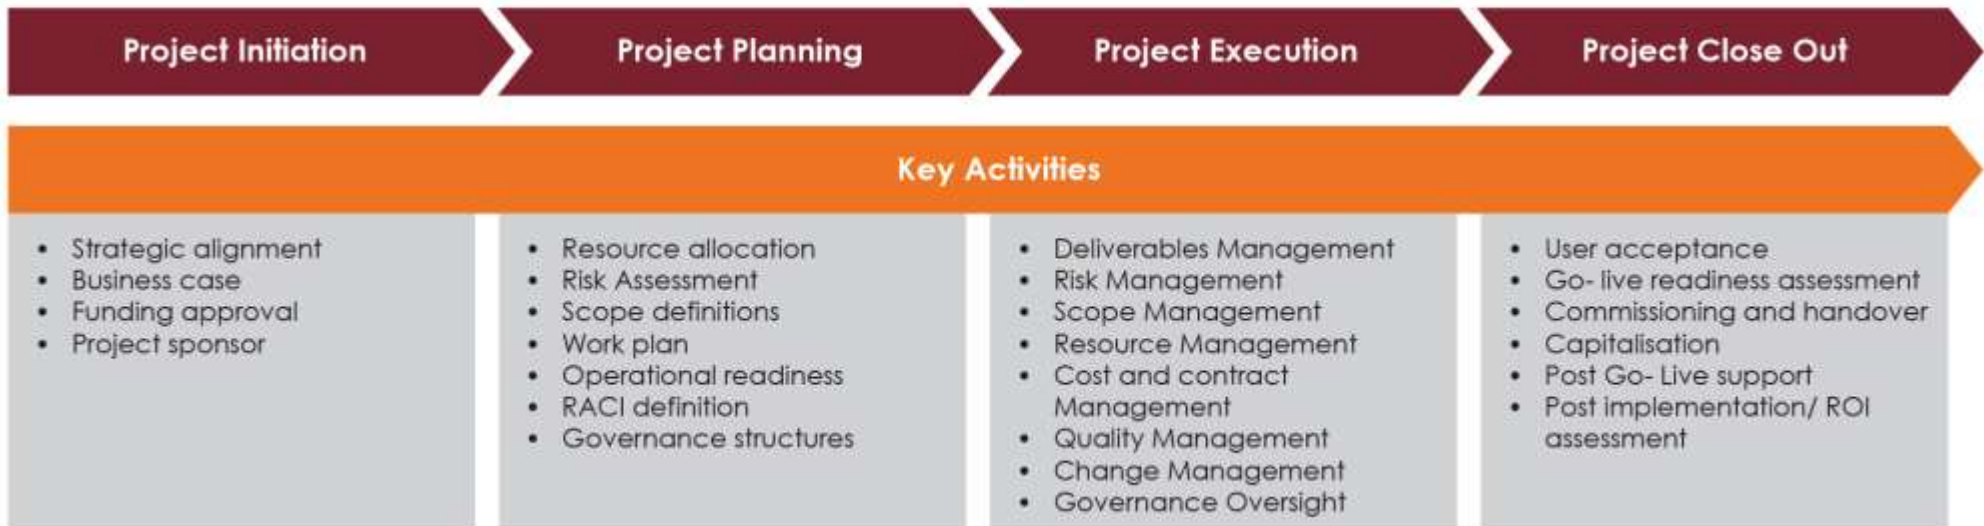 Project Initiation
Project Planning
Project Execution
Project Close Out
Key Activities
• Strategic alignment
• Business case
• Funding approval
• Project sponsor
• Resource allocation
• Risk Assessment
• Scope definitions
• Work plan
• Operational readiness
• RACI definition
• Governance structures
• Deliverables Management
• Risk Management
• Scope Management
• Resource Management
• Cost and contract
Management
• Quality Management
• Change Management
• Governance Oversight
• User acceptance
• Go- live readiness assessment
• Commissioning and handover
• Capitalisation
• Post Go- Live support
• Post implementation/ ROI
assessment